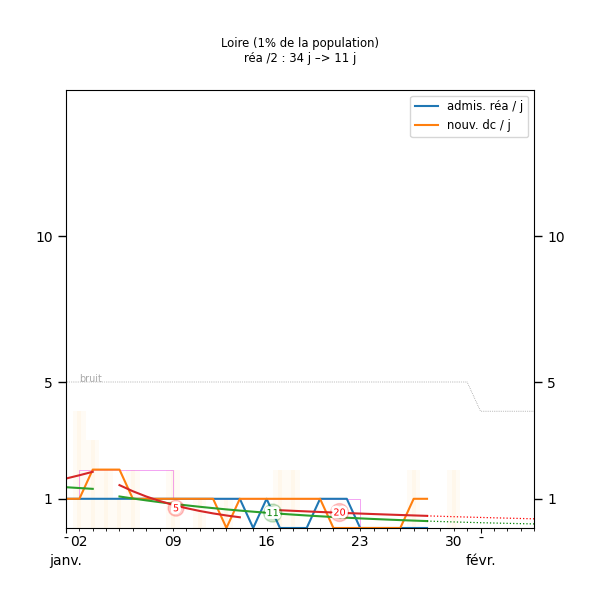 Loire (1% de la population)
réa /2 : 34 j –> 11 j
admis. réa / j
nouv. dc / j
10 10
bruit
5 5
5 11 20
1 1
02 09 16 23 30
janv. févr.